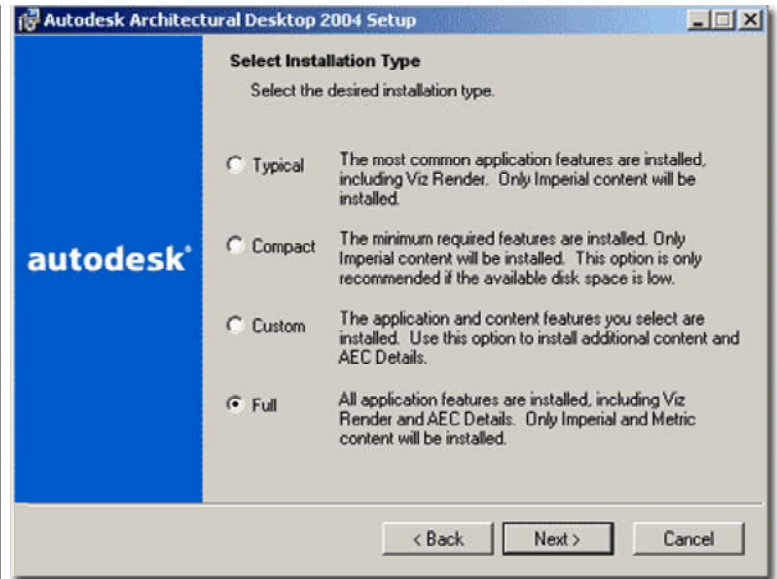 Autodesk Architectural Desktop 2004 Setup
Select Installation Type
Select the desired installation type.
Typical
The most common application features are installed,
including Viz Render. Only Imperial content will be
installed.
autodesk
Compact
The minimum required features are installed. Only
Imperial content will be installed. This option is only
recommended if the available disk space is low.
Custom
The application and content features you select are
installed. Use this option to install additional content and
AEC Details.
Full
All application features are installed, including Viz
Render and AEC Details. Only Imperial and Metric
content will be installed.
< Back
Next >
Cancel